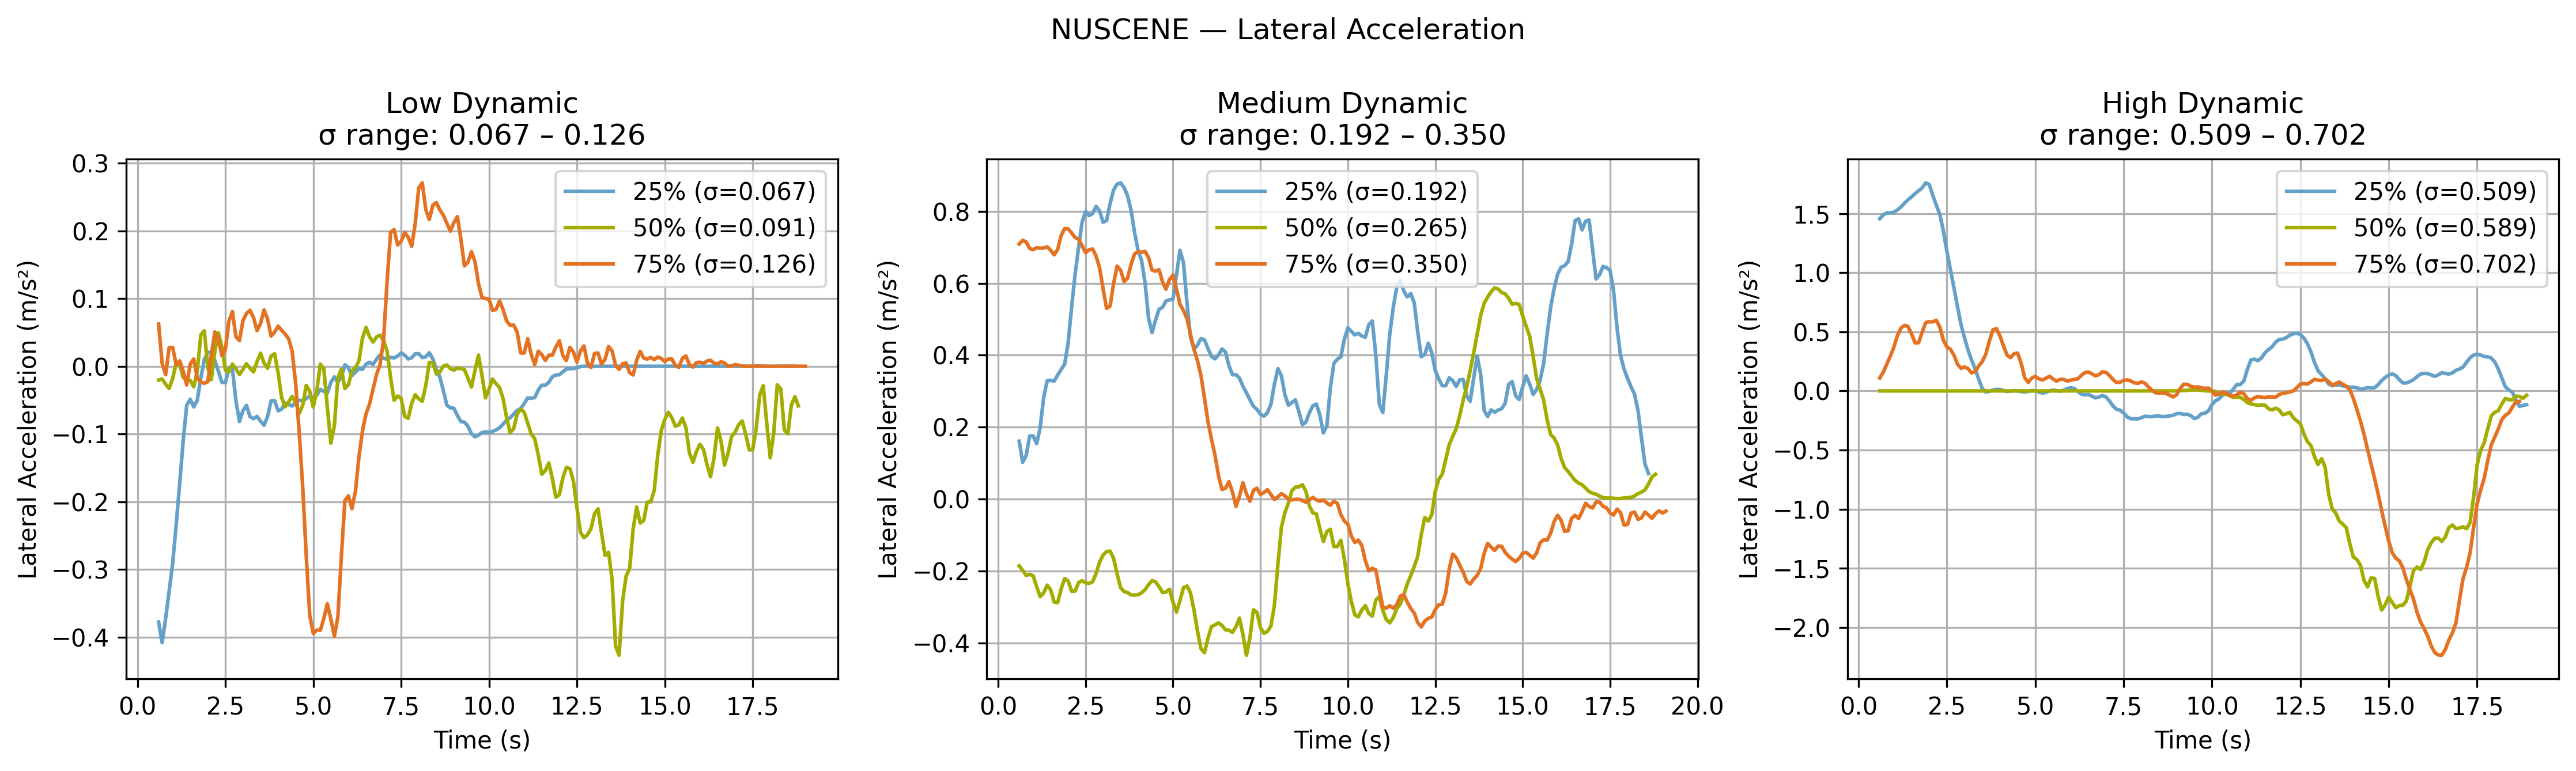 NUSCENE — Lateral Acceleration
Low Dynamic
σ range: 0.067 – 0.126
Lateral Acceleration (m/s²)
0.3
0.2
0.1
0.0
−0.1
−0.2
−0.3
−0.4
25% (σ=0.067)
50% (σ=0.091)
75% (σ=0.126)
0.0 2.5 5.0 7.5 10.0 12.5 15.0 17.5
Time (s)
Medium Dynamic
σ range: 0.192 – 0.350
Lateral Acceleration (m/s²)
0.8
0.6
0.4
0.2
0.0
−0.2
−0.4
25% (σ=0.192)
50% (σ=0.265)
75% (σ=0.350)
0.0 2.5 5.0 7.5 10.0 12.5 15.0 17.5 20.0
Time (s)
High Dynamic
σ range: 0.509 – 0.702
Lateral Acceleration (m/s²)
1.5
1.0
0.5
0.0
−0.5
−1.0
−1.5
−2.0
25% (σ=0.509)
50% (σ=0.589)
75% (σ=0.702)
0.0 2.5 5.0 7.5 10.0 12.5 15.0 17.5
Time (s)